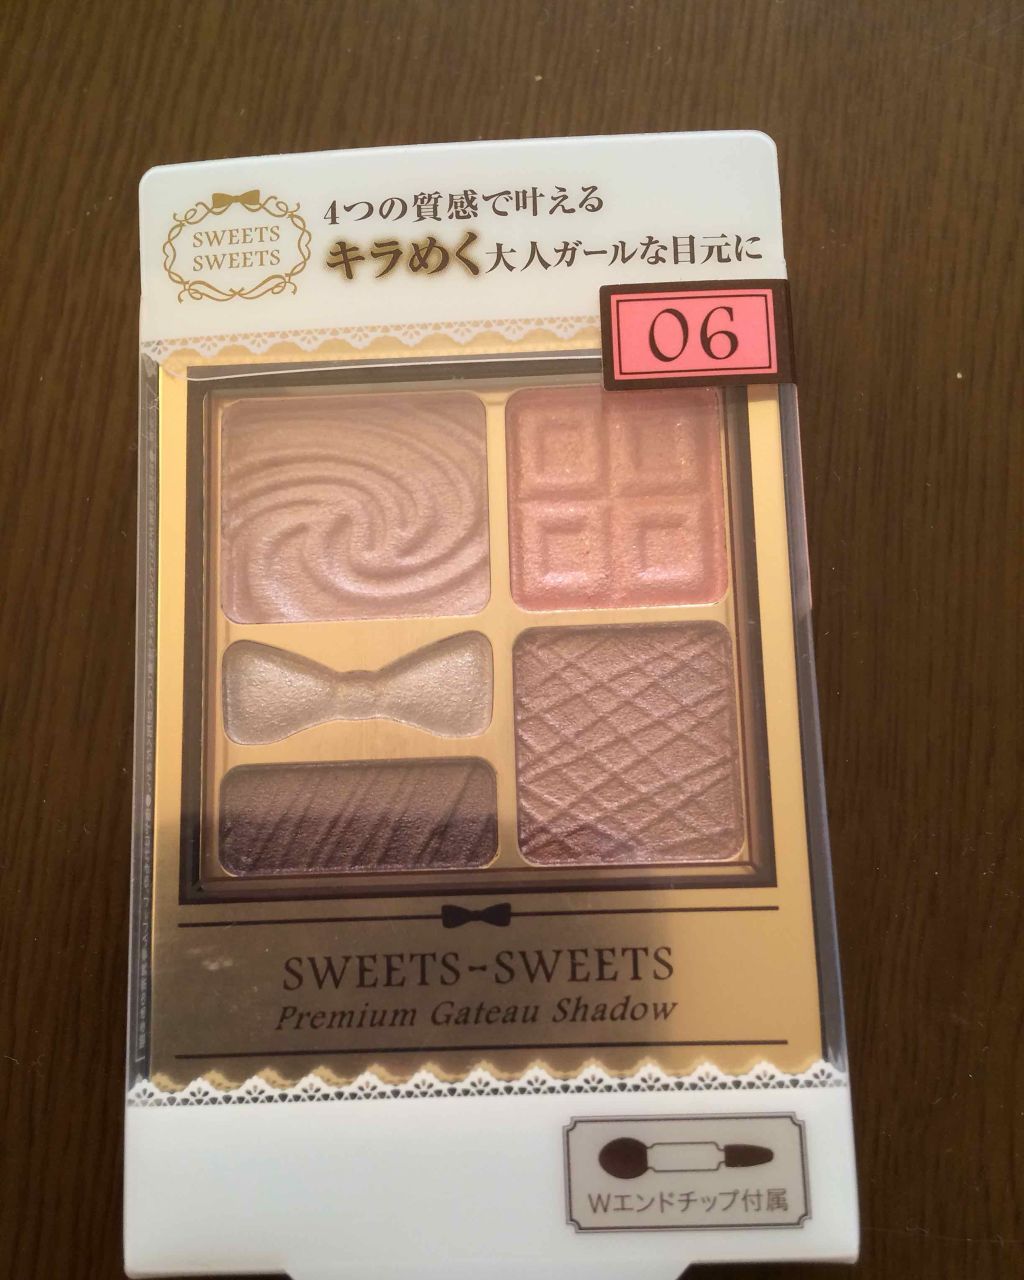 SWEETS
SWEETS
4つの質感で叶える
キラめく大人ガールな目元に
06
SWEETS-SWEETS
Premium Gateau Shadow
Wエンドチップ付属